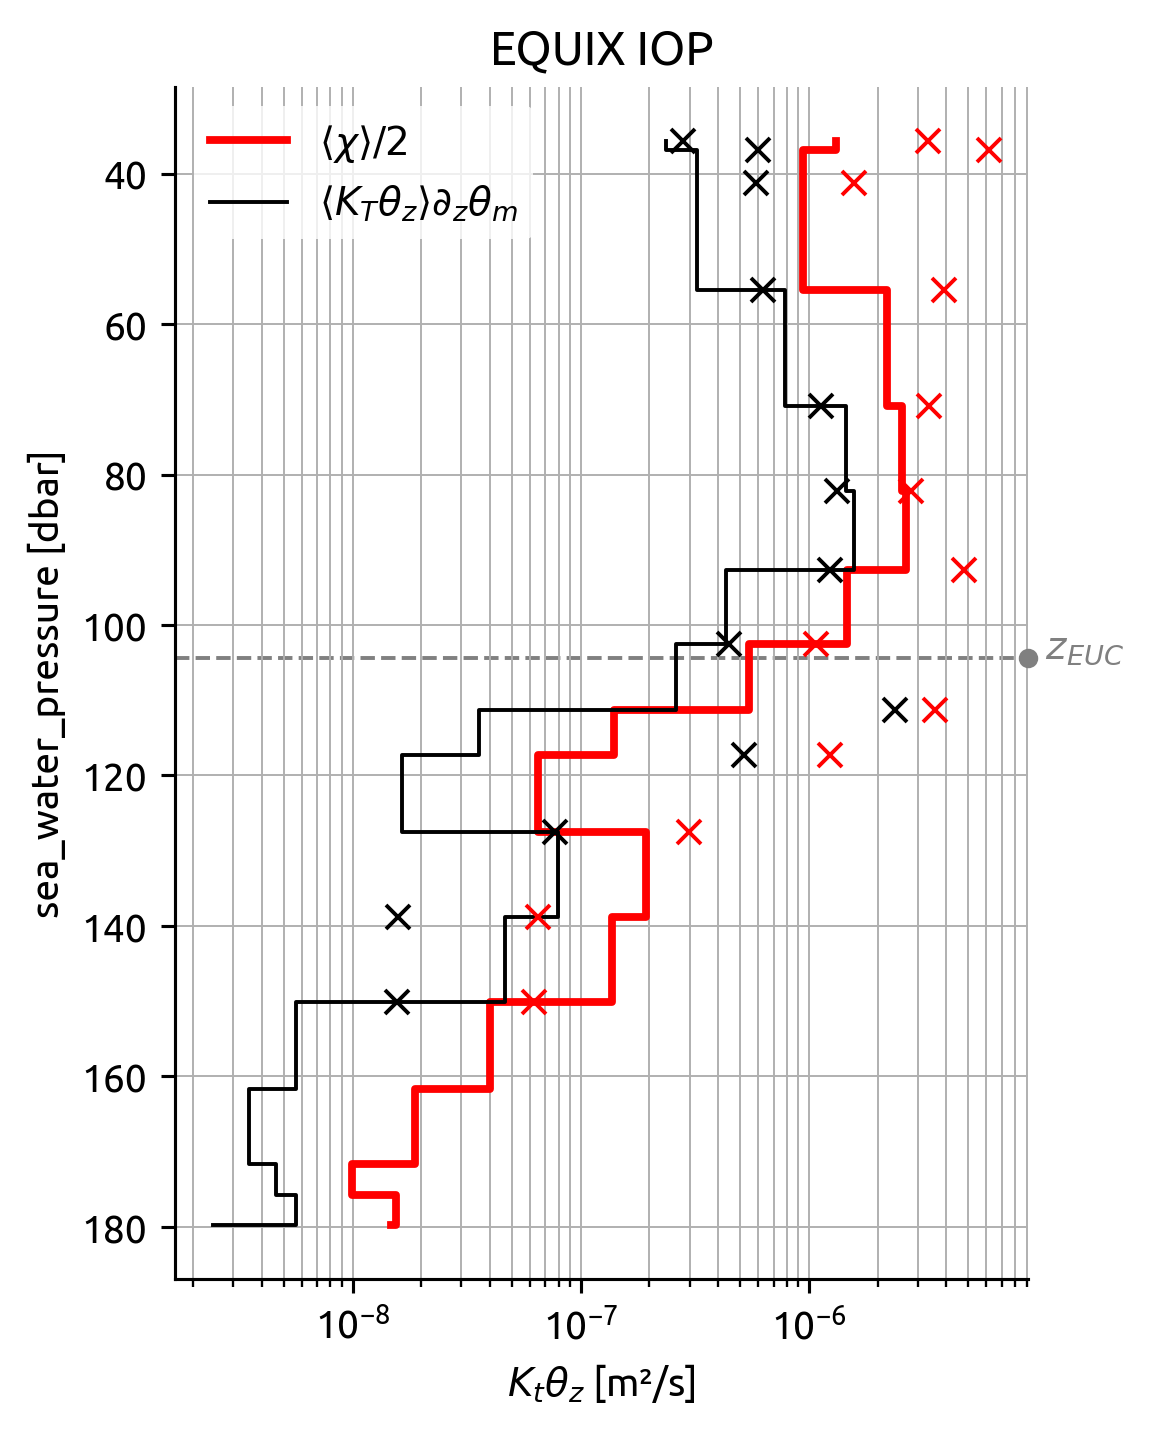 EQUIX IOP
⟨χ⟩/2
⟨K_Tθ_z⟩∂_zθ_m
40
60
80
100
z_EUC
120
140
160
180
sea_water_pressure [dbar]
10⁻⁸
10⁻⁷
10⁻⁶
K_tθ_z [m²/s]